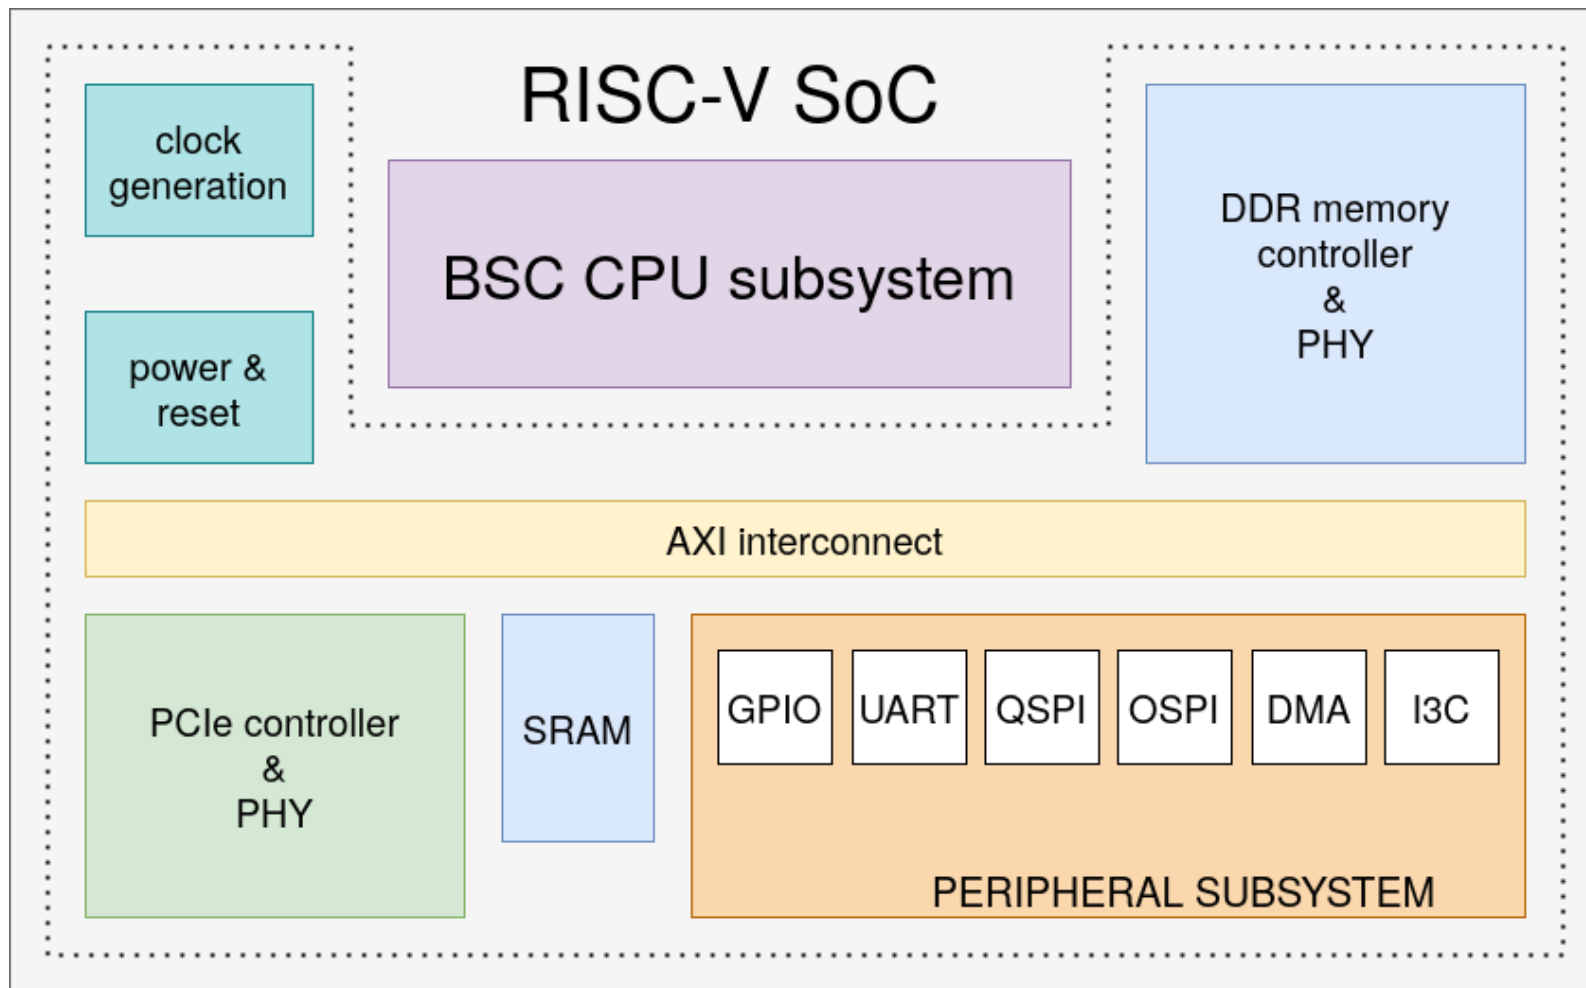 RISC-V SoC
clock
generation
BSC CPU subsystem
DDR memory
controller
&
PHY
power &
reset
AXI interconnect
PCIe controller
&
PHY
SRAM
GPIO
UART
QSPI
OSPI
DMA
I3C
PERIPHERAL SUBSYSTEM